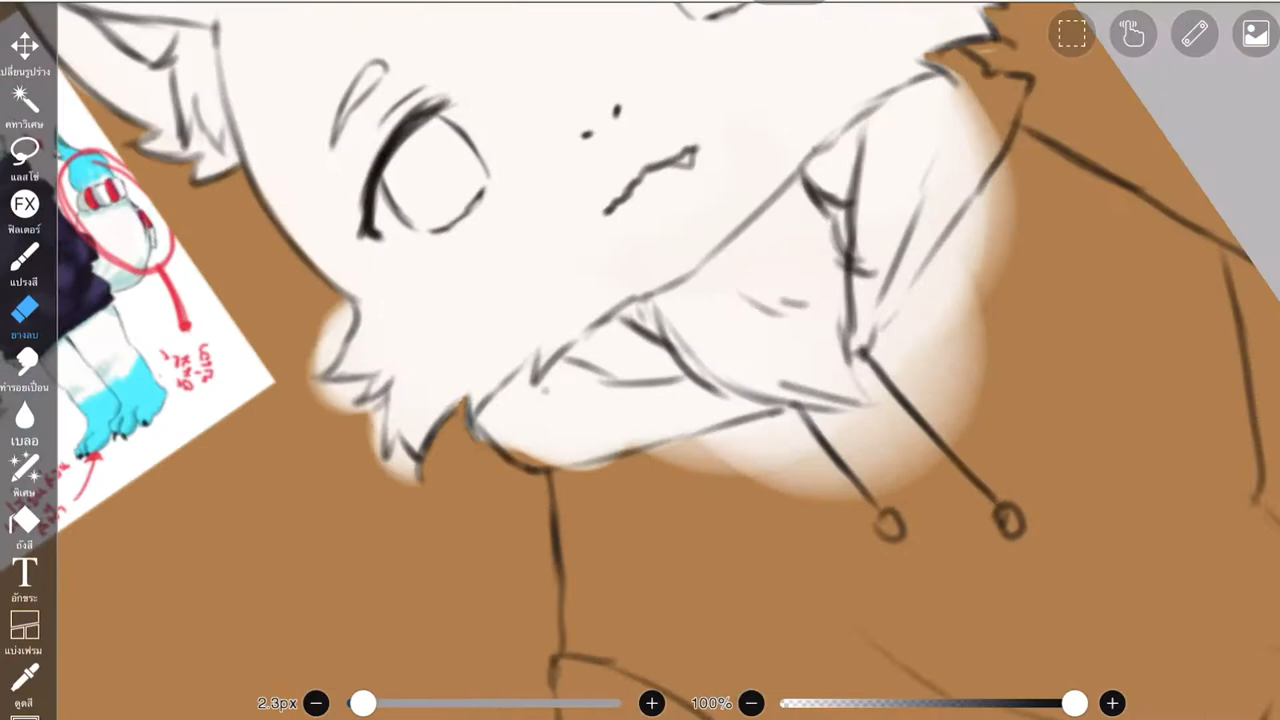 เปลี่ยนรูปร่าง
คทาวิเศษ
แลสโซ่
FX
ฟิลเตอร์
แปรงสี
ยางลบ
ทำรอยเปื้อน
เบลอ
พิเศษ
ถังสี
T
อักขระ
แบ่งเฟรม
ดูดสี
2.3px
100%